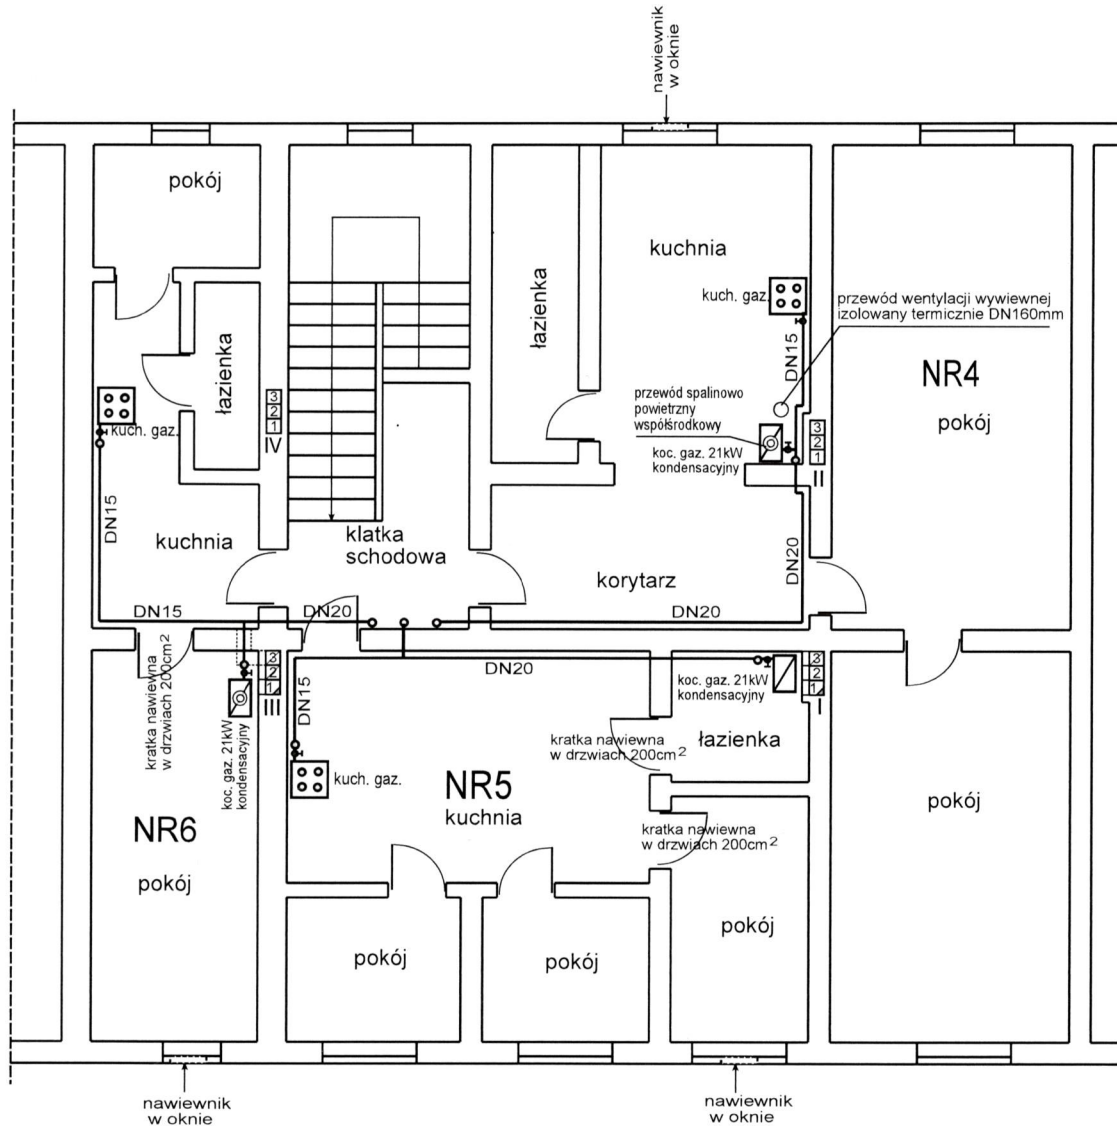 nawiewnik
w oknie
pokój
kuchnia
kuch. gaz.
łazienka
przewód wentylacji wywiewnej
izolowany termicznie DN160mm
DN15
NR4
pokój
łazienka
3
2
1
IV
kuch. gaz.
przewód spalinowo
powietrzny
współśrodkowy
koc. gaz. 21kW
kondensacyjny
3
2
1
II
DN15
kuchnia
klatka
schodowa
korytarz
DN20
DN15
DN20
DN20
kratka nawiewna
w drzwiach 200cm²
3
2
1
III
koc. gaz. 21kW
kondensacyjny
DN15
DN20
koc. gaz. 21kW
kondensacyjny
3
2
1
I
łazienka
kratka nawiewna
w drzwiach 200cm²
kuch. gaz.
NR5
kuchnia
kratka nawiewna
w drzwiach 200cm²
NR6
pokój
pokój
pokój
pokój
pokój
nawiewnik
w oknie
nawiewnik
w oknie